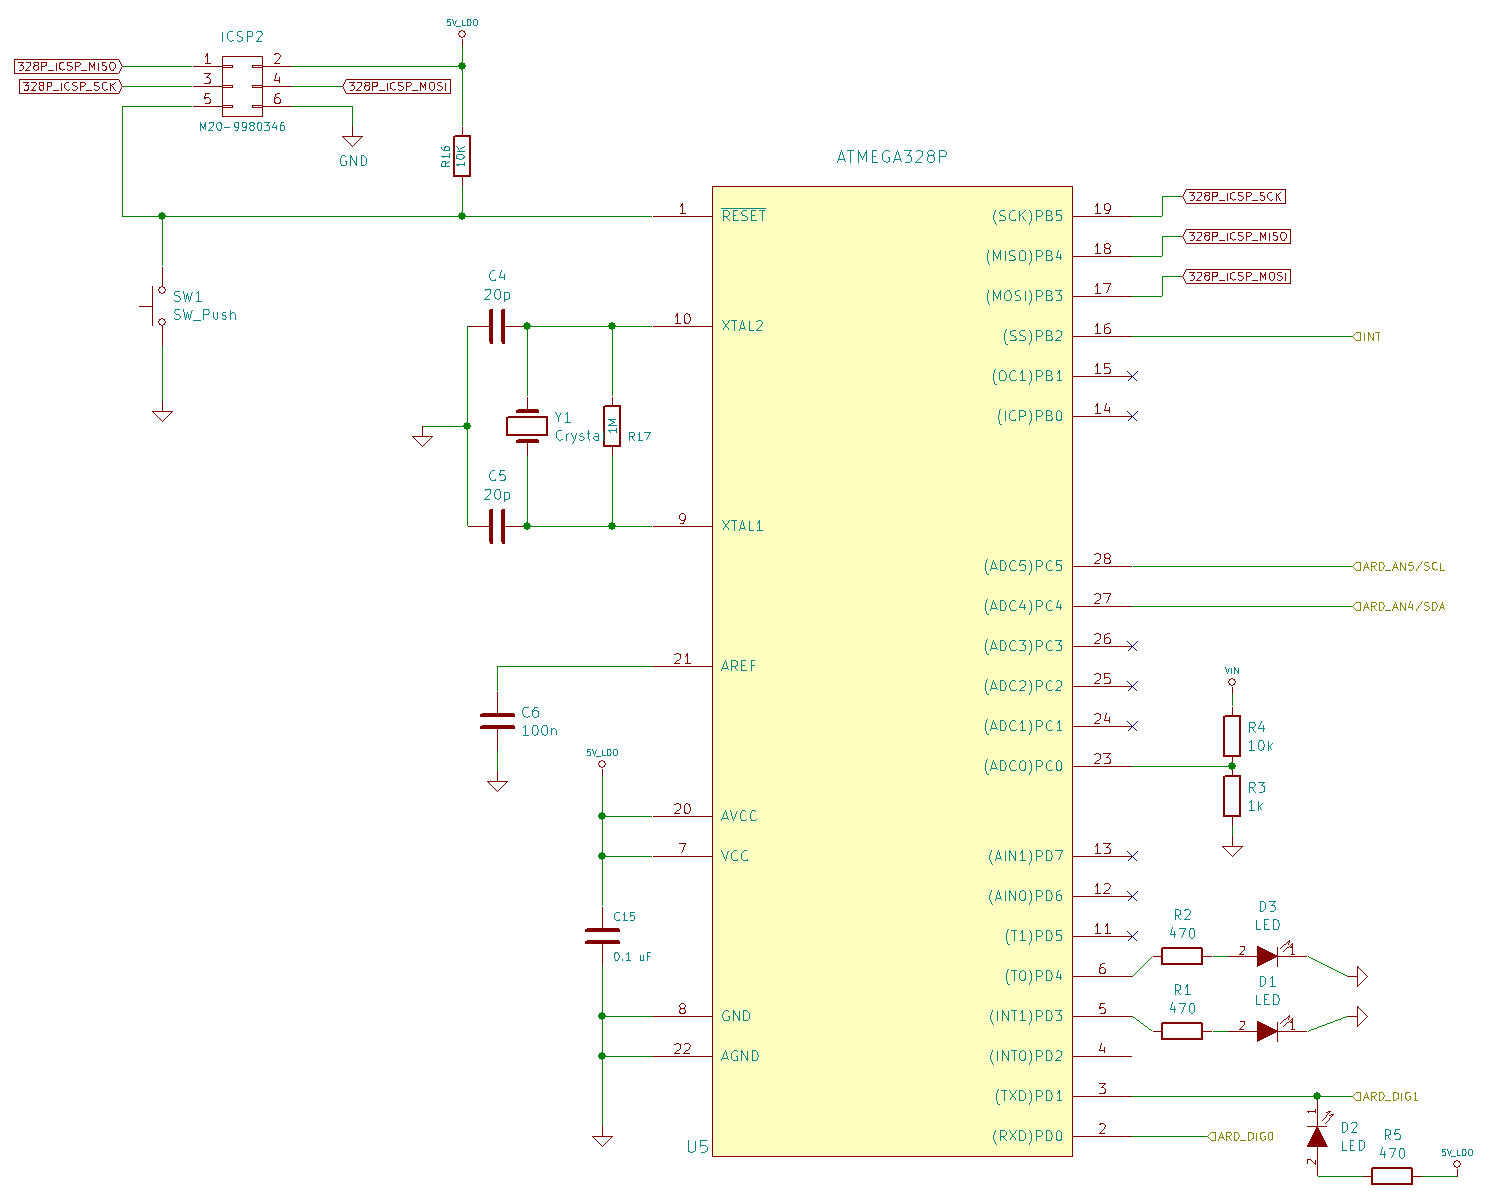 5V_LDO
ICSP2
328P_ICSP_MISO 1 2
328P_ICSP_SCK 3 4 328P_ICSP_MOSI
5 6
M20-9980346
GND
R16 10K
ATMEGA328P
1 RESET
(SCK)PB5 19 328P_ICSP_SCK
(MISO)PB4 18 328P_ICSP_MISO
(MOSI)PB3 17 328P_ICSP_MOSI
SW1
SW_Push
C4
20p
10 XTAL2
(SS)PB2 16 INT
(OC1)PB1 15
(ICP)PB0 14
Y1
Crysta
1M R17
C5
20p
9 XTAL1
(ADC5)PC5 28 ARD_AN5/SCL
(ADC4)PC4 27 ARD_AN4/SDA
(ADC3)PC3 26
21 AREF
(ADC2)PC2 25
(ADC1)PC1 24
(ADC0)PC0 23
VIN
R4
10k
R3
1k
C6
100n
5V_LDO
20 AVCC
7 VCC
(AIN1)PD7 13
(AIN0)PD6 12
(T1)PD5 11
(T0)PD4 6
C15
0.1 uF
R2
470
D3
LED
2 1
R1
470
D1
LED
2 1
8 GND
(INT1)PD3 5
22 AGND
(INT0)PD2 4
(TXD)PD1 3 ARD_DIG1
(RXD)PD0 2 ARD_DIG0
U5
1
D2
LED
2
R5
470
5V_LDO